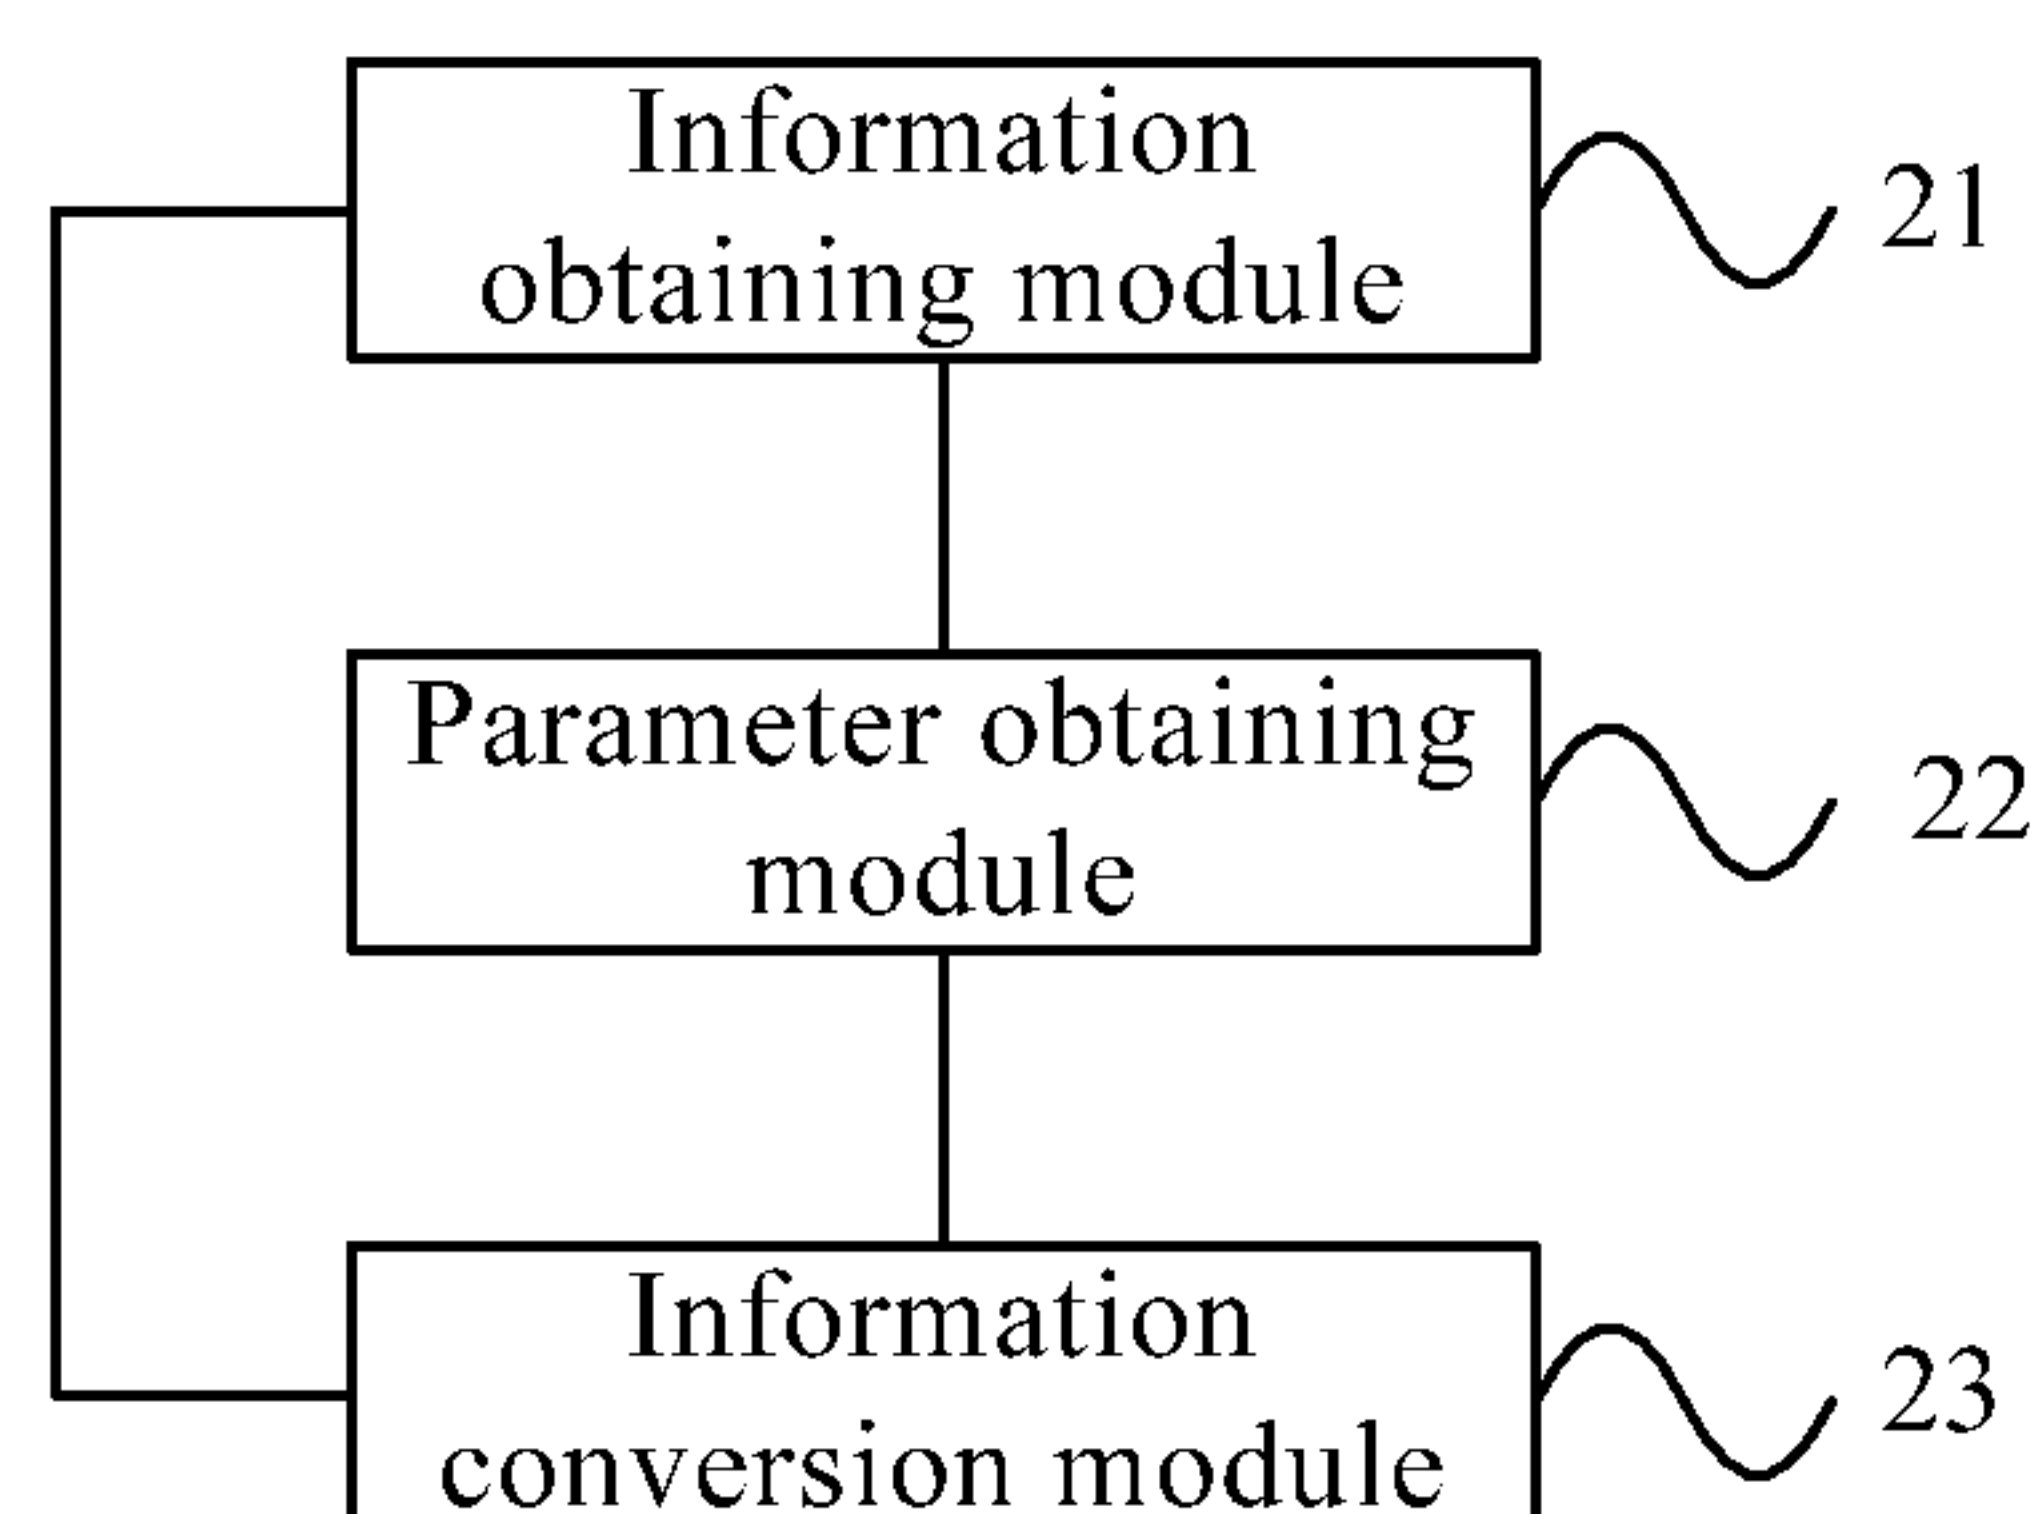 Information
obtaining module
21
Parameter obtaining
module
22
Information
conversion module
23